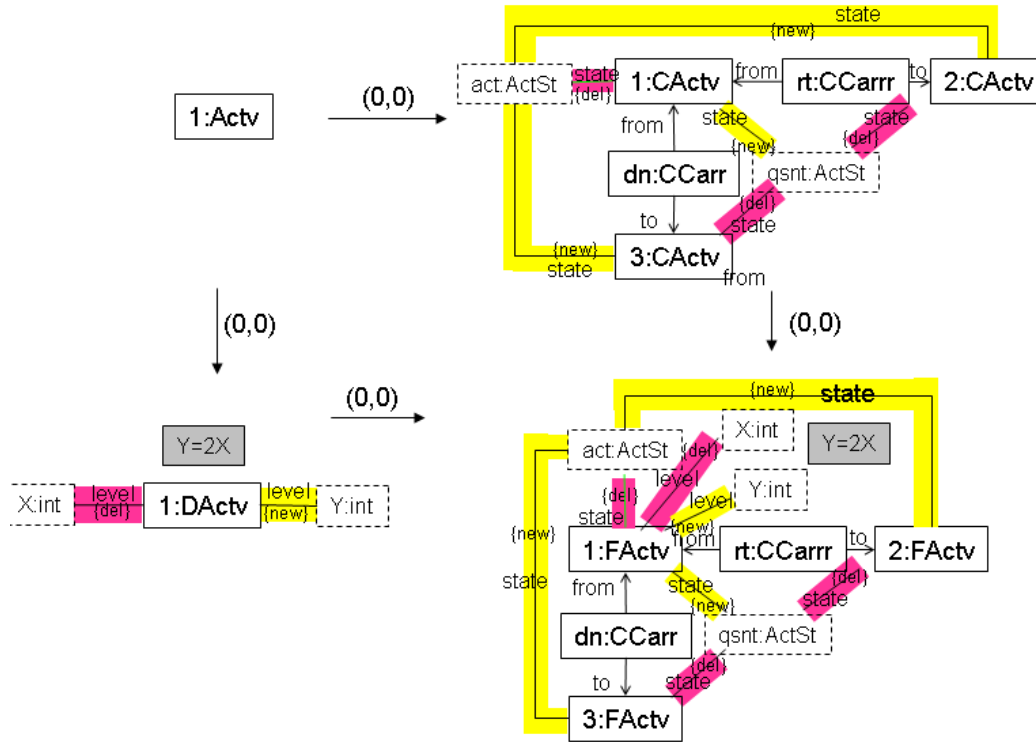 state
{new}
act:ActSt
state
{del}
1:CActv
from
rt:CCarrr
to
2:CActv
1:Actv
(0,0)
from
state
{new}
state
{del}
dn:CCarr
qsnt:ActSt
to
{del}
state
{new}
state
3:CActv
from
(0,0)
(0,0)
(0,0)
{new}
state
Y=2X
X:int
level
{del}
1:DActv
level
{new}
Y:int
act:ActSt
X:int
Y=2X
{del}
level
Y:int
level
{del}
state
{new}
{new}
from
1:FActv
rt:CCarrr
to
2:FActv
state
from
state
{new}
{del}
state
dn:CCarr
qsnt:ActSt
to
{del}
state
3:FActv